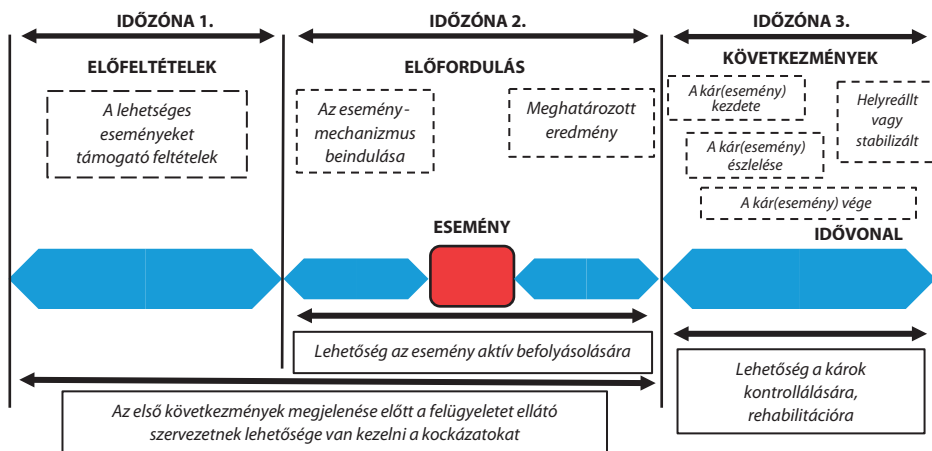 IDŐZÓNA 1.
IDŐZÓNA 2.
IDŐZÓNA 3.
ELŐFELTÉTELEK
A lehetséges
eseményeket
támogató feltételek
ELŐFORDULÁS
Az esemény-
mechanizmus
beindulása
Meghatározott
eredmény
KÖVETKEZMÉNYEK
A kár(esemény)
kezdete
A kár(esemény)
észlelése
Helyreállt
vagy
stabilizált
A kár(esemény) vége
ESEMÉNY
IDŐVONAL
Lehetőség az esemény aktív befolyásolására
Lehetőség a károk
kontrollálására,
rehabilitációra
Az első következmények megjelenése előtt a felügyeletet ellátó
szervezetnek lehetősége van kezelni a kockázatokat